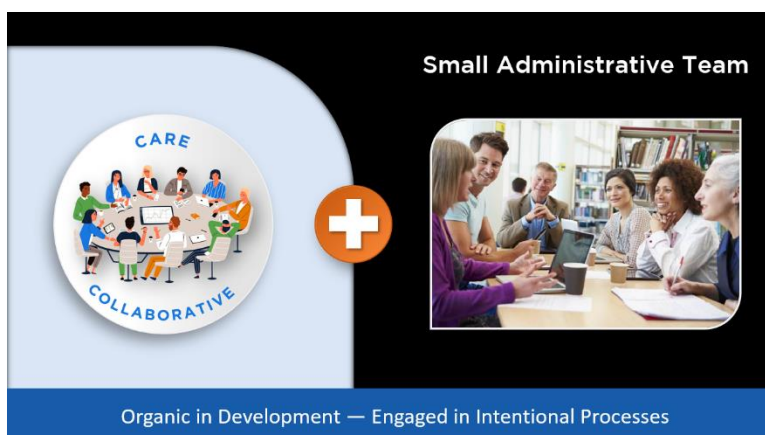 CARE
COLLABORATIVE
Small Administrative Team
Organic in Development — Engaged in Intentional Processes